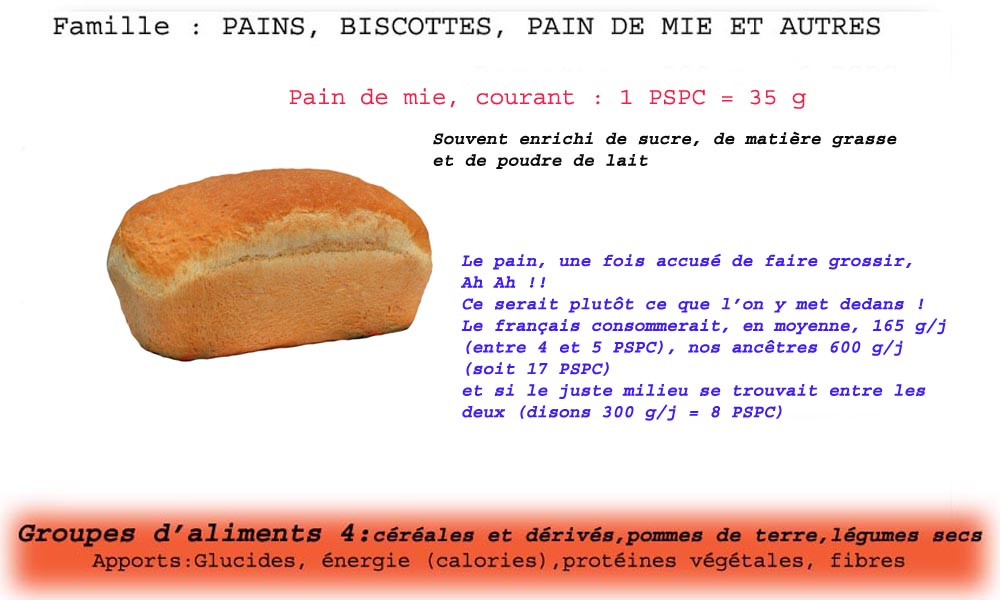 Famille : PAINS, BISCOTTES, PAIN DE MIE ET AUTRES
Pain de mie, courant : 1 PSPC = 35 g
Souvent enrichi de sucre, de matière grasse
et de poudre de lait
Le pain, une fois accusé de faire grossir,
Ah Ah !!
Ce serait plutôt ce que l’on y met dedans !
Le français consommerait, en moyenne, 165 g/j
(entre 4 et 5 PSPC), nos ancêtres 600 g/j
(soit 17 PSPC)
et si le juste milieu se trouvait entre les
deux (disons 300 g/j = 8 PSPC)
Groupes d’aliments 4:céréales et dérivés,pommes de terre,légumes secs
Apports:Glucides, énergie (calories),protéines végétales, fibres